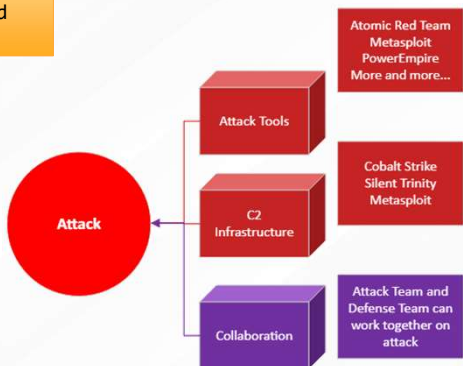 d
Atomic Red Team
Metasploit
PowerEmpire
More and more...
Attack Tools
Cobalt Strike
Silent Trinity
Metasploit
C2
Infrastructure
Attack
Attack Team and
Defense Team can
work together on
attack
Collaboration